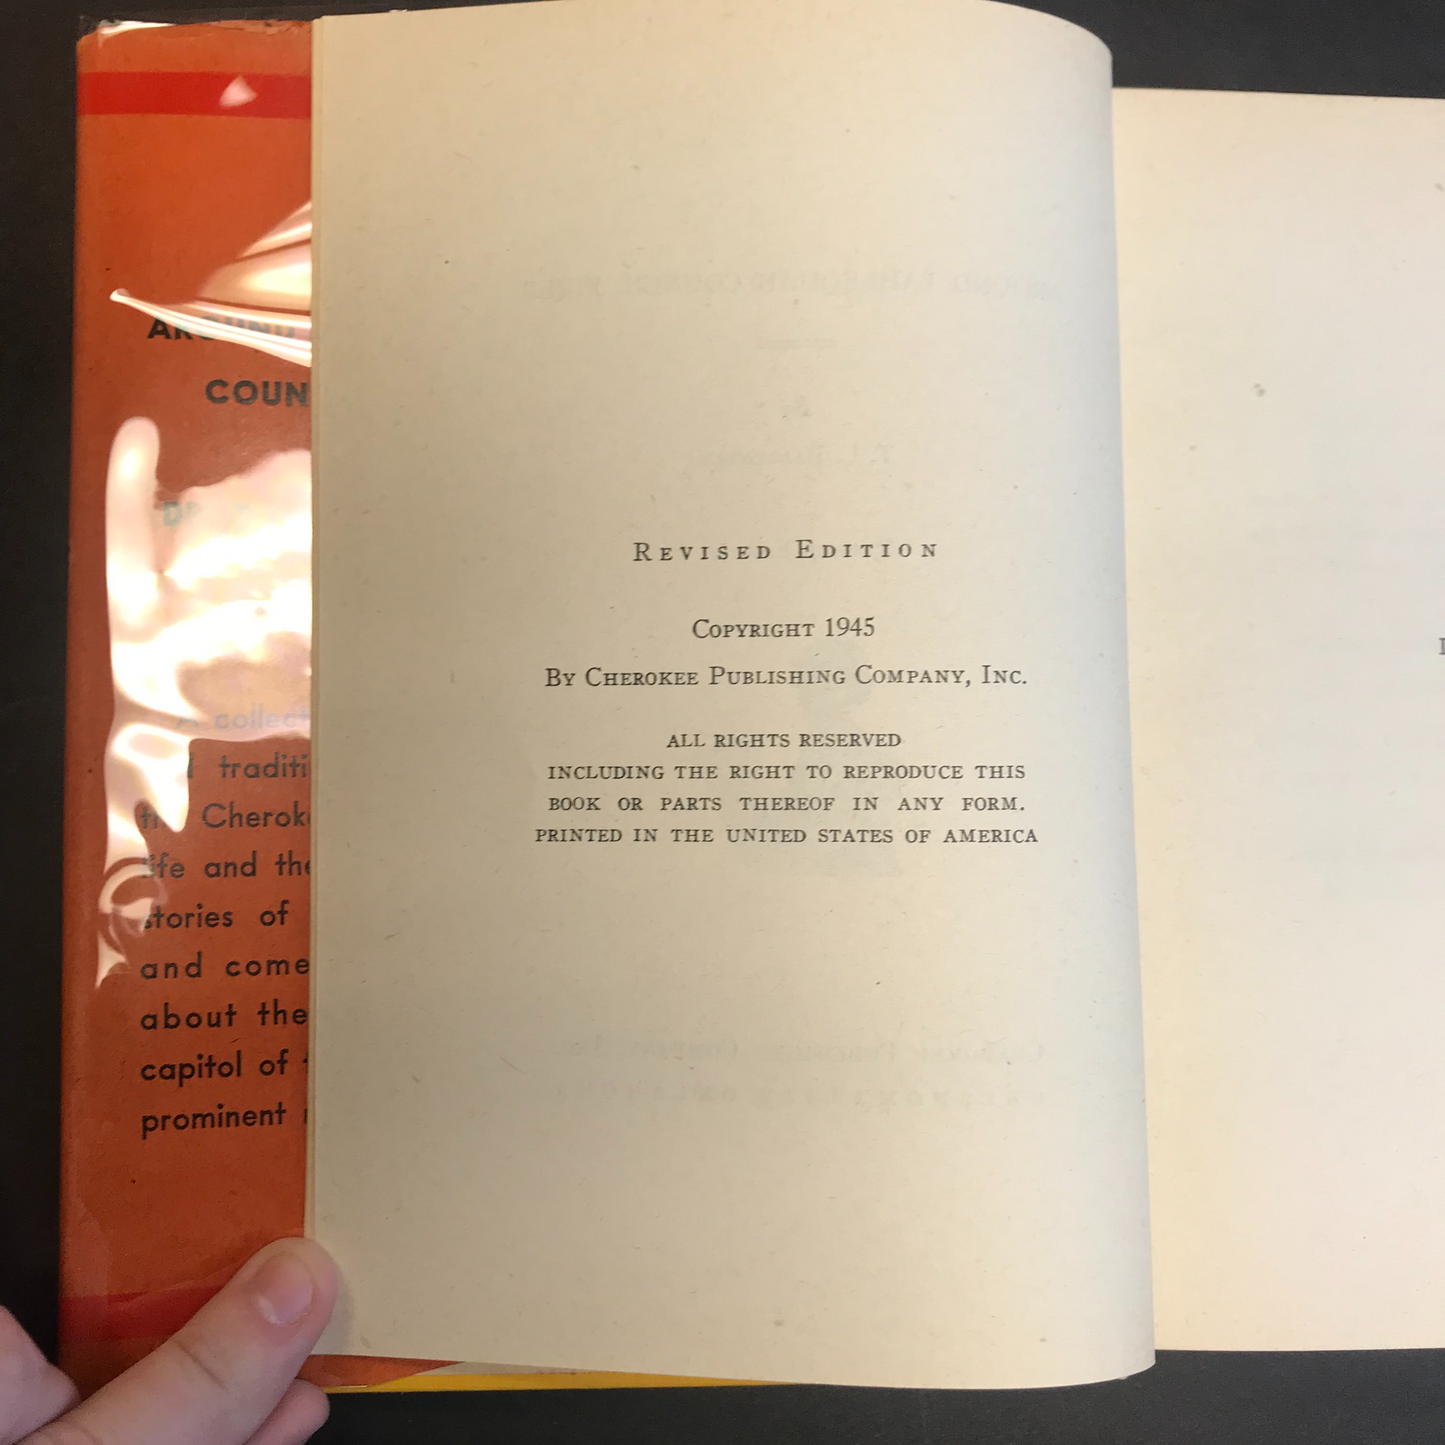 COUN
traditi
Cherok
life and the
stories of
and come
about the
capitol of
prominent
REVISED EDITION
COPYRIGHT 1945
BY CHEROKEE PUBLISHING COMPANY, INC.
ALL RIGHTS RESERVED
INCLUDING THE RIGHT TO REPRODUCE THIS
BOOK OR PARTS THEREOF IN ANY FORM.
PRINTED IN THE UNITED STATES OF AMERICA